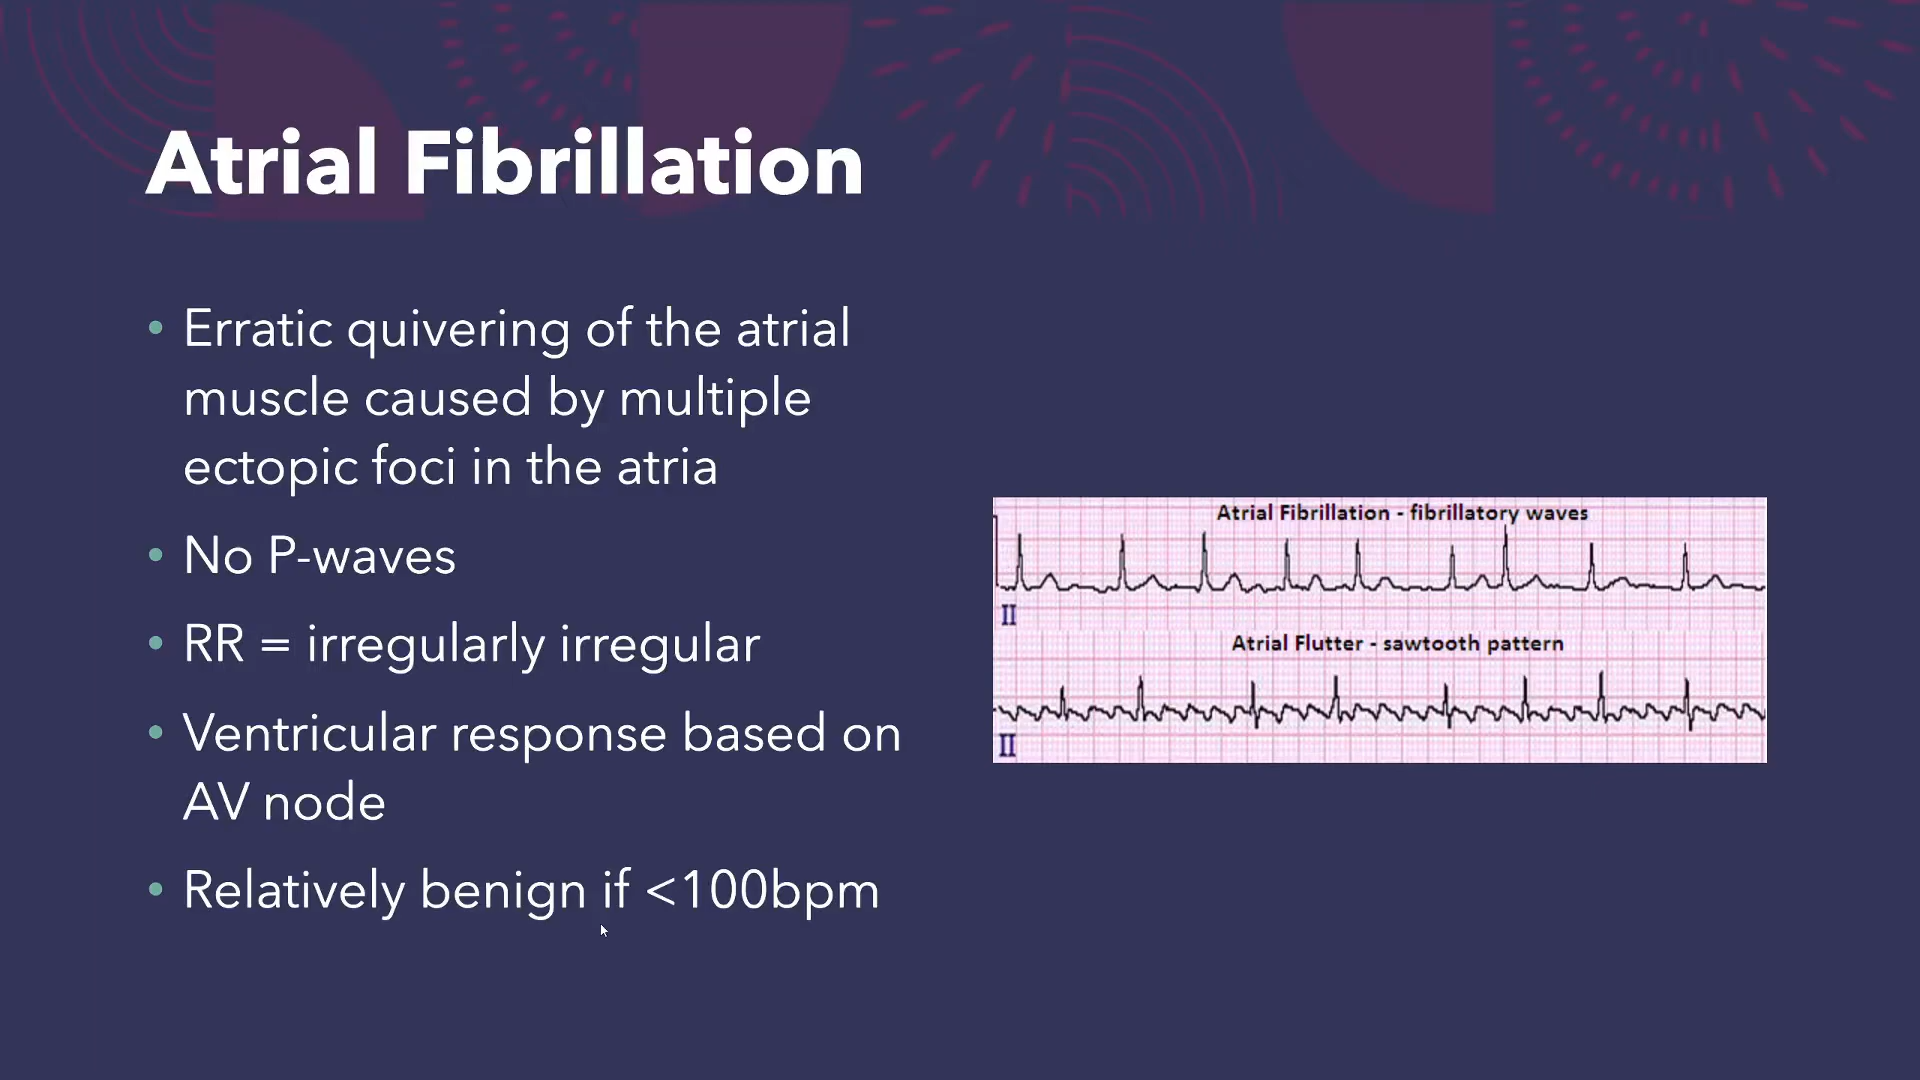 Atrial Fibrillation
• Erratic quivering of the atrial
muscle caused by multiple
ectopic foci in the atria
• No P-waves
• RR = irregularly irregular
• Ventricular response based on
AV node
• Relatively benign if <100bpm
Atrial Fibrillation - fibrillatory waves
II
Atrial Flutter - sawtooth pattern
II